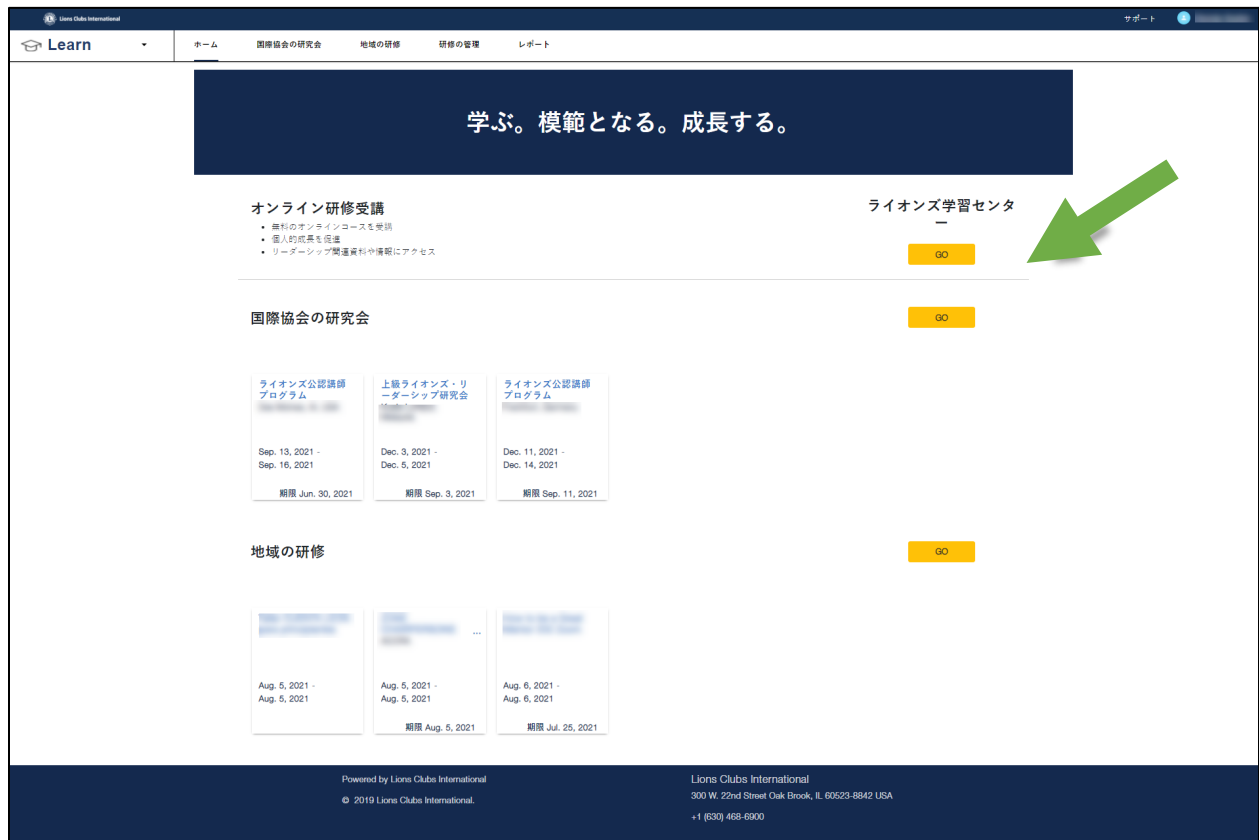 Lions Clubs International
サポート
Learn
ホーム 国際協会の研究会 地域の研修 研修の管理 レポート
学ぶ。模範となる。成長する。
オンライン研修受講
無料のオンラインコースを受講
個人的成長を促進
リーダーシップ関連資料や情報にアクセス
ライオンズ学習センタ
ー
GO
国際協会の研究会
GO
ライオンズ公認講師
プログラム
Sep. 13, 2021 -
Sep. 16, 2021
期限 Jun. 30, 2021
上級ライオンズ・リ
ーダーシップ研究会
Dec. 3, 2021 -
Dec. 5, 2021
期限 Sep. 3, 2021
ライオンズ公認講師
プログラム
Dec. 11, 2021 -
Dec. 14, 2021
期限 Sep. 11, 2021
地域の研修
GO
Aug. 5, 2021 -
Aug. 5, 2021
...
Aug. 5, 2021 -
Aug. 5, 2021
期限 Aug. 5, 2021
Aug. 6, 2021 -
Aug. 6, 2021
期限 Jul. 25, 2021
Powered by Lions Clubs International
© 2019 Lions Clubs International.
Lions Clubs International
300 W. 22nd Street Oak Brook, IL 60523-8842 USA
+1 (630) 468-6900